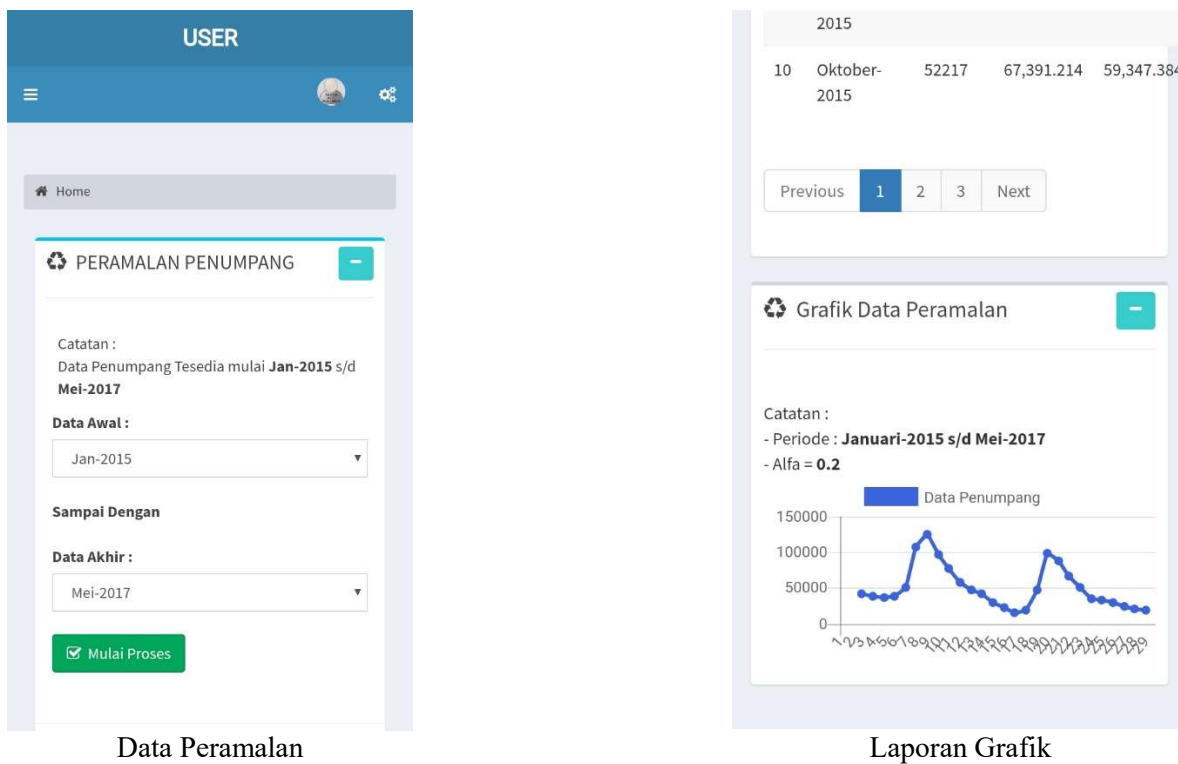 USER
Home
PERAMALAN PENUMPANG
Catatan :
Data Penumpang Tesedia mulai Jan-2015 s/d
Mei-2017
Data Awal :
Jan-2015
Sampai Dengan
Data Akhir :
Mei-2017
Mulai Proses
Data Peramalan
2015
10 Oktober- 52217 67,391.214 59,347.384
2015
Previous 1 2 3 Next
Grafik Data Peramalan
Catatan :
- Periode : Januari-2015 s/d Mei-2017
- Alfa = 0.2
Data Penumpang
150000
100000
50000
0
Laporan Grafik